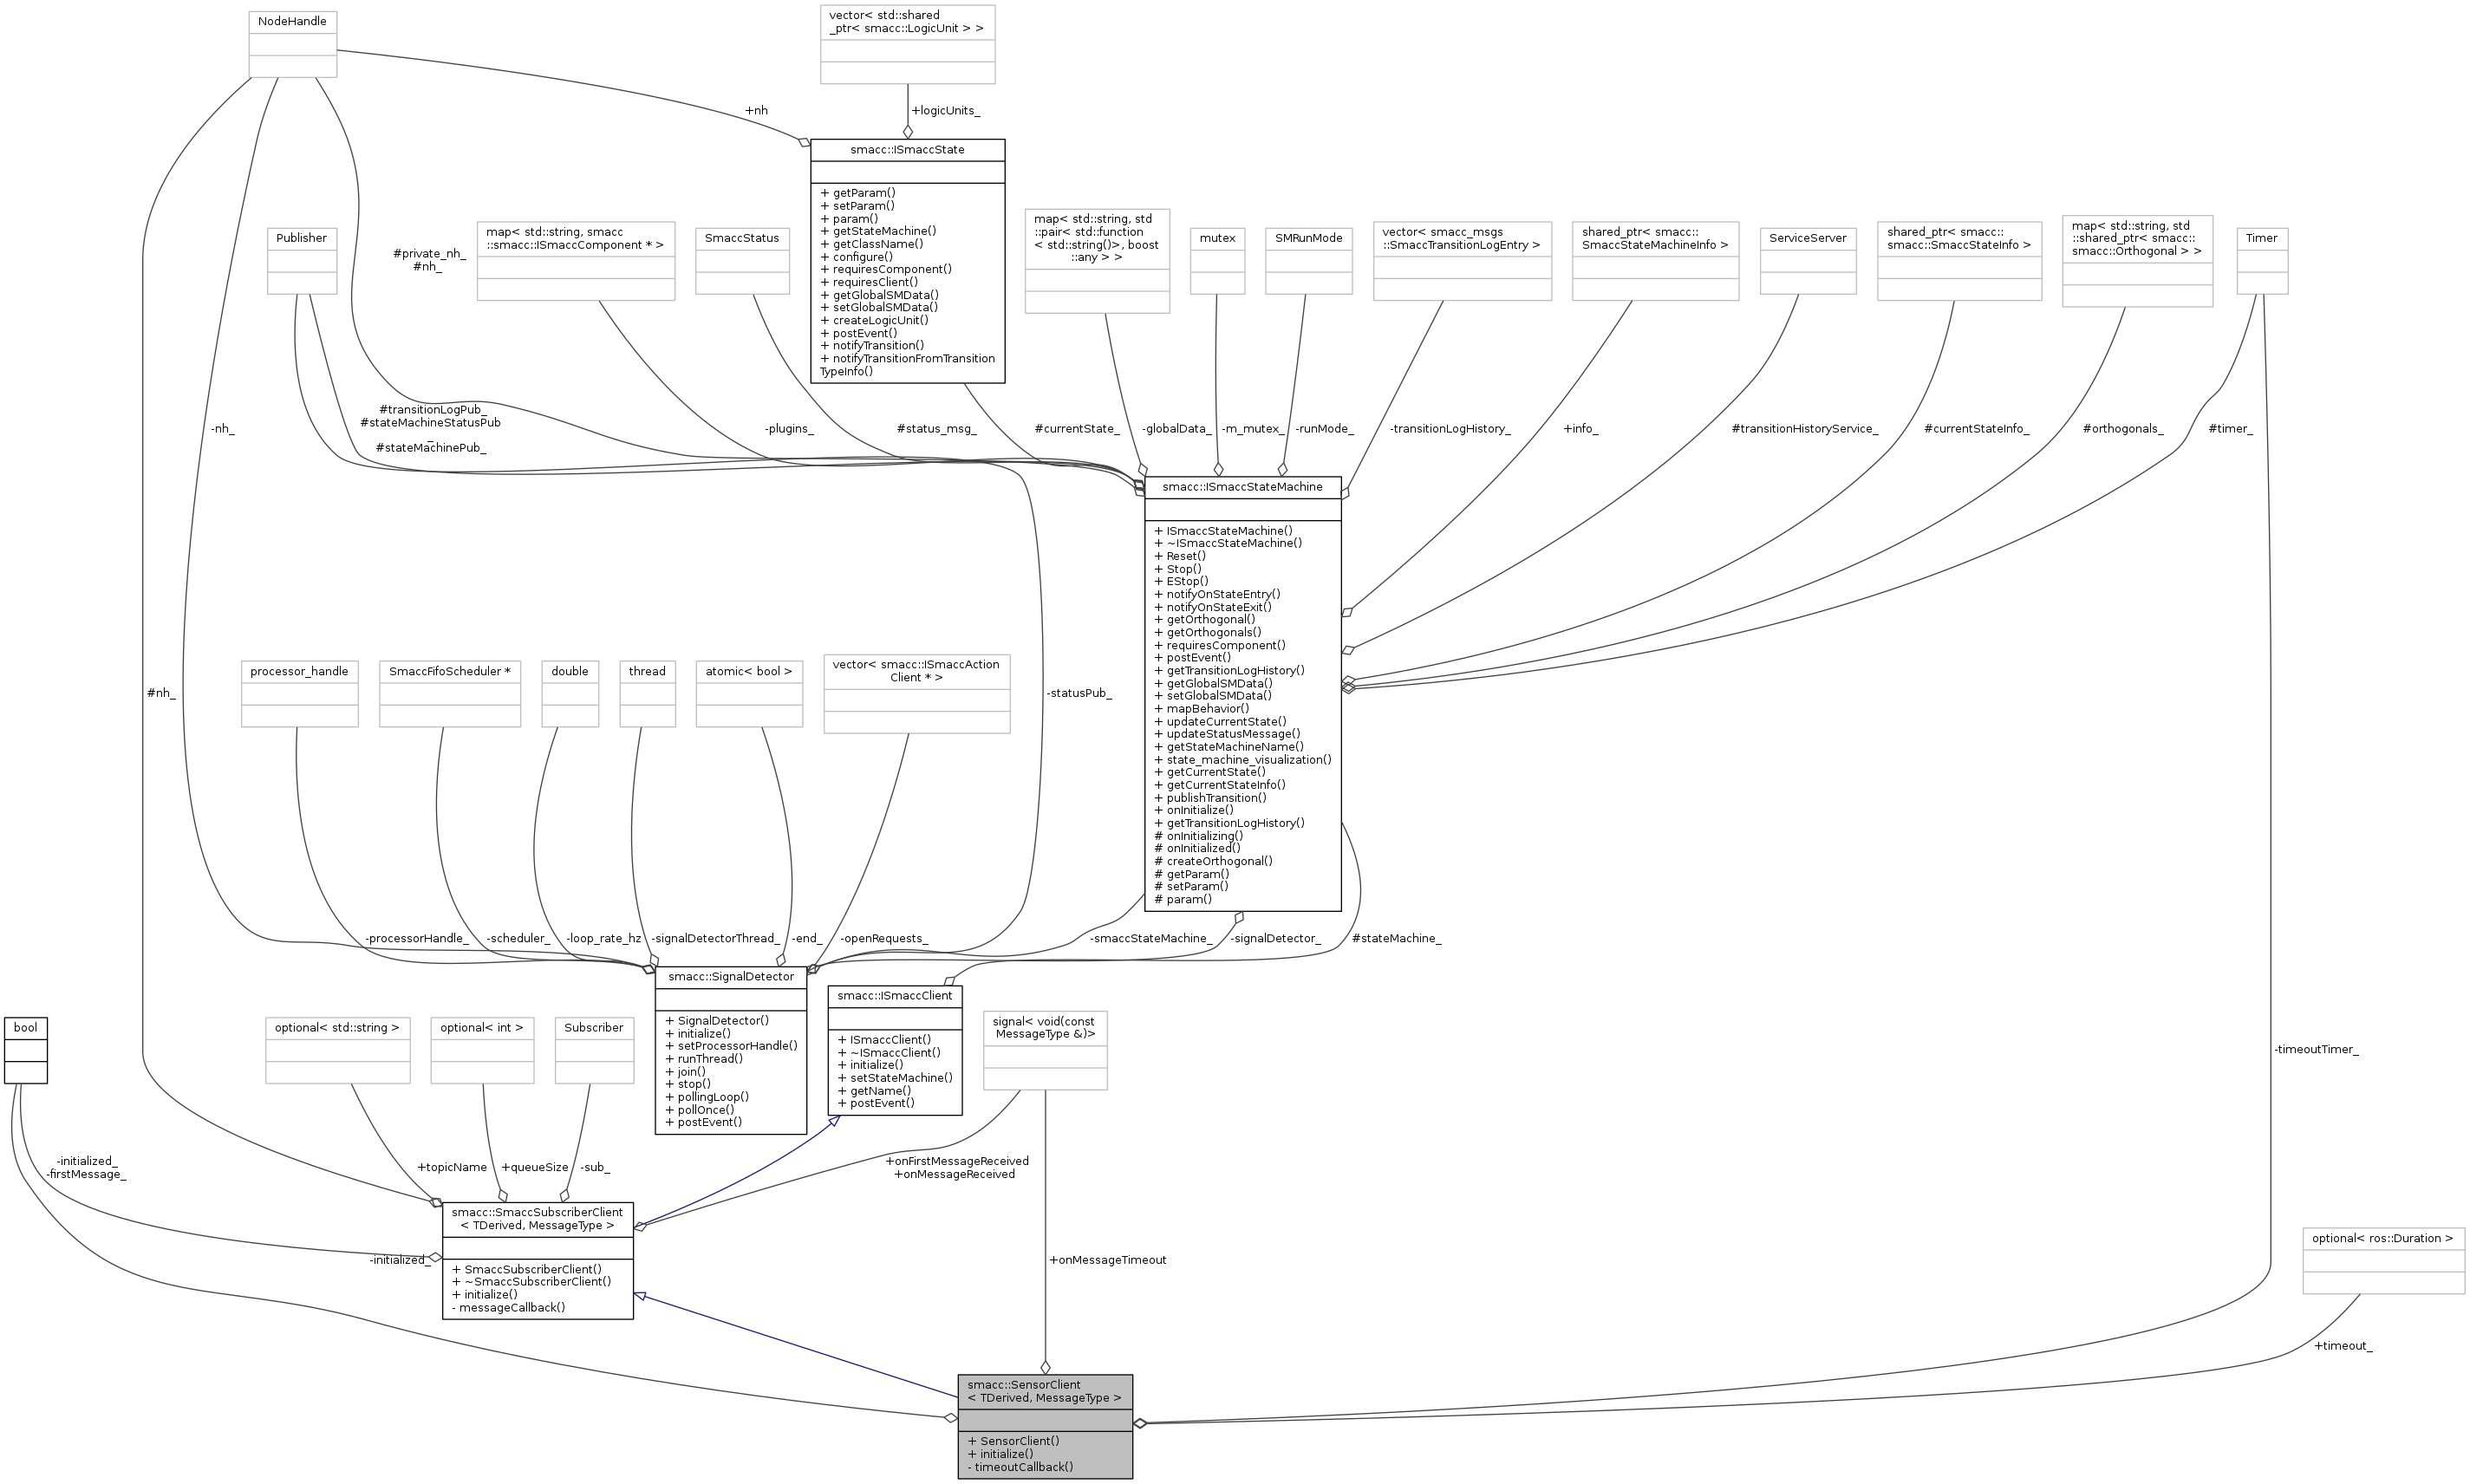 NodeHandle
vector< std::shared
_ptr< smacc::LogicUnit > >
+nh
+logicUnits_
smacc::ISmaccState
+ getParam()
+ setParam()
+ param()
+ getStateMachine()
+ getClassName()
+ configure()
+ requiresComponent()
+ requiresClient()
+ getGlobalSMData()
+ setGlobalSMData()
+ createLogicUnit()
+ postEvent()
+ notifyTransition()
+ notifyTransitionFromTransition
TypeInfo()
Publisher
#private_nh_
#nh_
map< std::string, smacc
::smacc::ISmaccComponent * >
SmaccStatus
map< std::string, std
::pair< std::function
< std::string()>, boost
::any > >
mutex
SMRunMode
vector< smacc_msgs
::SmaccTransitionLogEntry >
shared_ptr< smacc::
SmaccStateMachineInfo >
ServiceServer
shared_ptr< smacc::
smacc::SmaccStateInfo >
map< std::string, std
::shared_ptr< smacc::
smacc::Orthogonal > >
Timer
-nh_
#transitionLogPub_
#stateMachineStatusPub
_
#stateMachinePub_
-plugins_
#status_msg_
#currentState_
-globalData_
-m_mutex_
-runMode_
-transitionLogHistory_
+info_
#transitionHistoryService_
#currentStateInfo_
#orthogonals_
#timer_
smacc::ISmaccStateMachine
+ ISmaccStateMachine()
+ ~ISmaccStateMachine()
+ Reset()
+ Stop()
+ EStop()
+ notifyOnStateEntry()
+ notifyOnStateExit()
+ getOrthogonal()
+ getOrthogonals()
+ requiresComponent()
+ postEvent()
+ getTransitionLogHistory()
+ getGlobalSMData()
+ setGlobalSMData()
+ mapBehavior()
+ updateCurrentState()
+ updateStatusMessage()
+ getStateMachineName()
+ state_machine_visualization()
+ getCurrentState()
+ getCurrentStateInfo()
+ publishTransition()
+ onInitialize()
+ getTransitionLogHistory()
# onInitializing()
# onInitialized()
# createOrthogonal()
# getParam()
# setParam()
# param()
#nh_
processor_handle
SmaccFifoScheduler *
double
thread
atomic< bool >
vector< smacc::ISmaccAction
Client * >
-statusPub_
-processorHandle_
-scheduler_
-loop_rate_hz
-signalDetectorThread_
-end_
-openRequests_
-smaccStateMachine_
-signalDetector_
#stateMachine_
smacc::SignalDetector
+ SignalDetector()
+ initialize()
+ setProcessorHandle()
+ runThread()
+ join()
+ stop()
+ pollingLoop()
+ pollOnce()
+ postEvent()
smacc::ISmaccClient
+ ISmaccClient()
+ ~ISmaccClient()
+ initialize()
+ setStateMachine()
+ getName()
+ postEvent()
signal< void(const
MessageType &)>
bool
optional< std::string >
optional< int >
Subscriber
-timeoutTimer_
-initialized_
-firstMessage_
+topicName
+queueSize
-sub_
+onFirstMessageReceived
+onMessageReceived
smacc::SmaccSubscriberClient
< TDerived, MessageType >
+ SmaccSubscriberClient()
+ ~SmaccSubscriberClient()
+ initialize()
- messageCallback()
-initialized_
+onMessageTimeout
optional< ros::Duration >
+timeout_
smacc::SensorClient
< TDerived, MessageType >
+ SensorClient()
+ initialize()
- timeoutCallback()